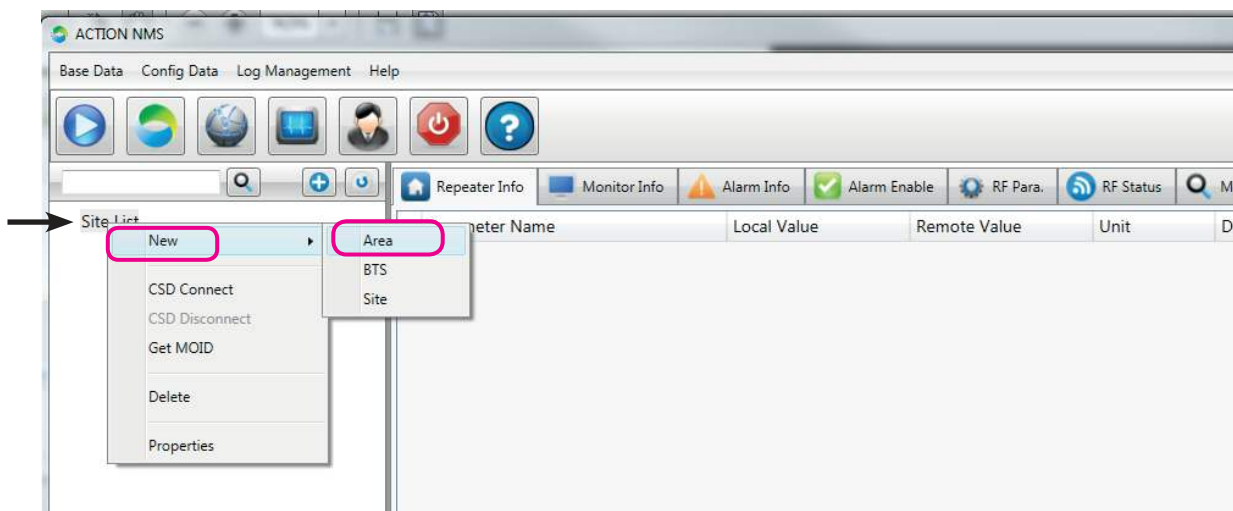 ACTION NMS
Base Data Config Data Log Management Help
Repeater Info Monitor Info Alarm Info Alarm Enable RF Para. RF Status M
Site List
meter Name Local Value Remote Value Unit D
New
Area
BTS
Site
CSD Connect
CSD Disconnect
Get MOID
Delete
Properties